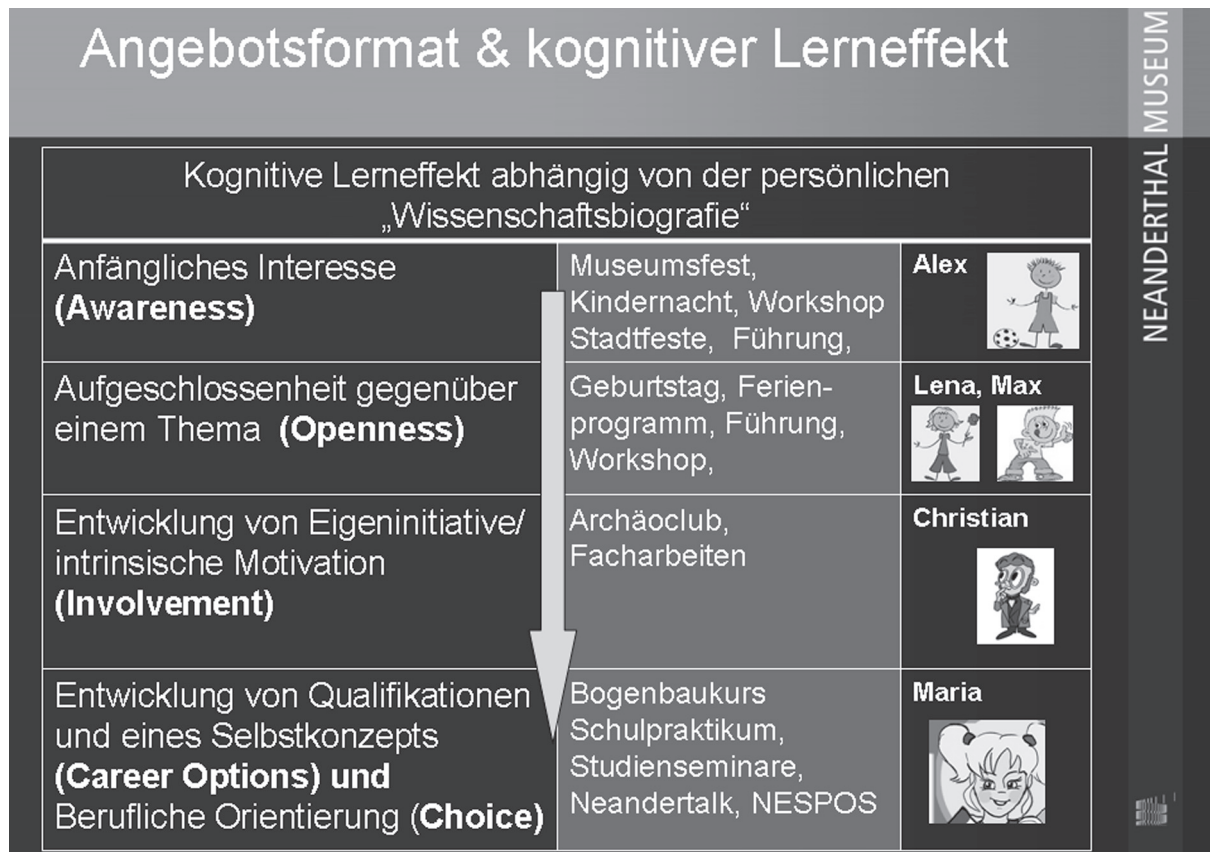 Angebotsformat & kognitiver Lerneffekt
NEANDERTHAL MUSEUM
Kognitive Lerneffekt abhängig von der persönlichen
„Wissenschaftsbiografie“
Anfängliches Interesse
(Awareness)
Museumsfest,
Kindernacht, Workshop
Stadtfeste, Führung,
Alex
Aufgeschlossenheit gegenüber
einem Thema (Openness)
Geburtstag, Ferien-
programm, Führung,
Workshop,
Lena, Max
Entwicklung von Eigeninitiative/
intrinsische Motivation
(Involvement)
Archäoclub,
Facharbeiten
Christian
Entwicklung von Qualifikationen
und eines Selbstkonzepts
(Career Options) und
Berufliche Orientierung (Choice)
Bogenbaukurs
Schulpraktikum,
Studienseminare,
Neandertalk, NESPOS
Maria